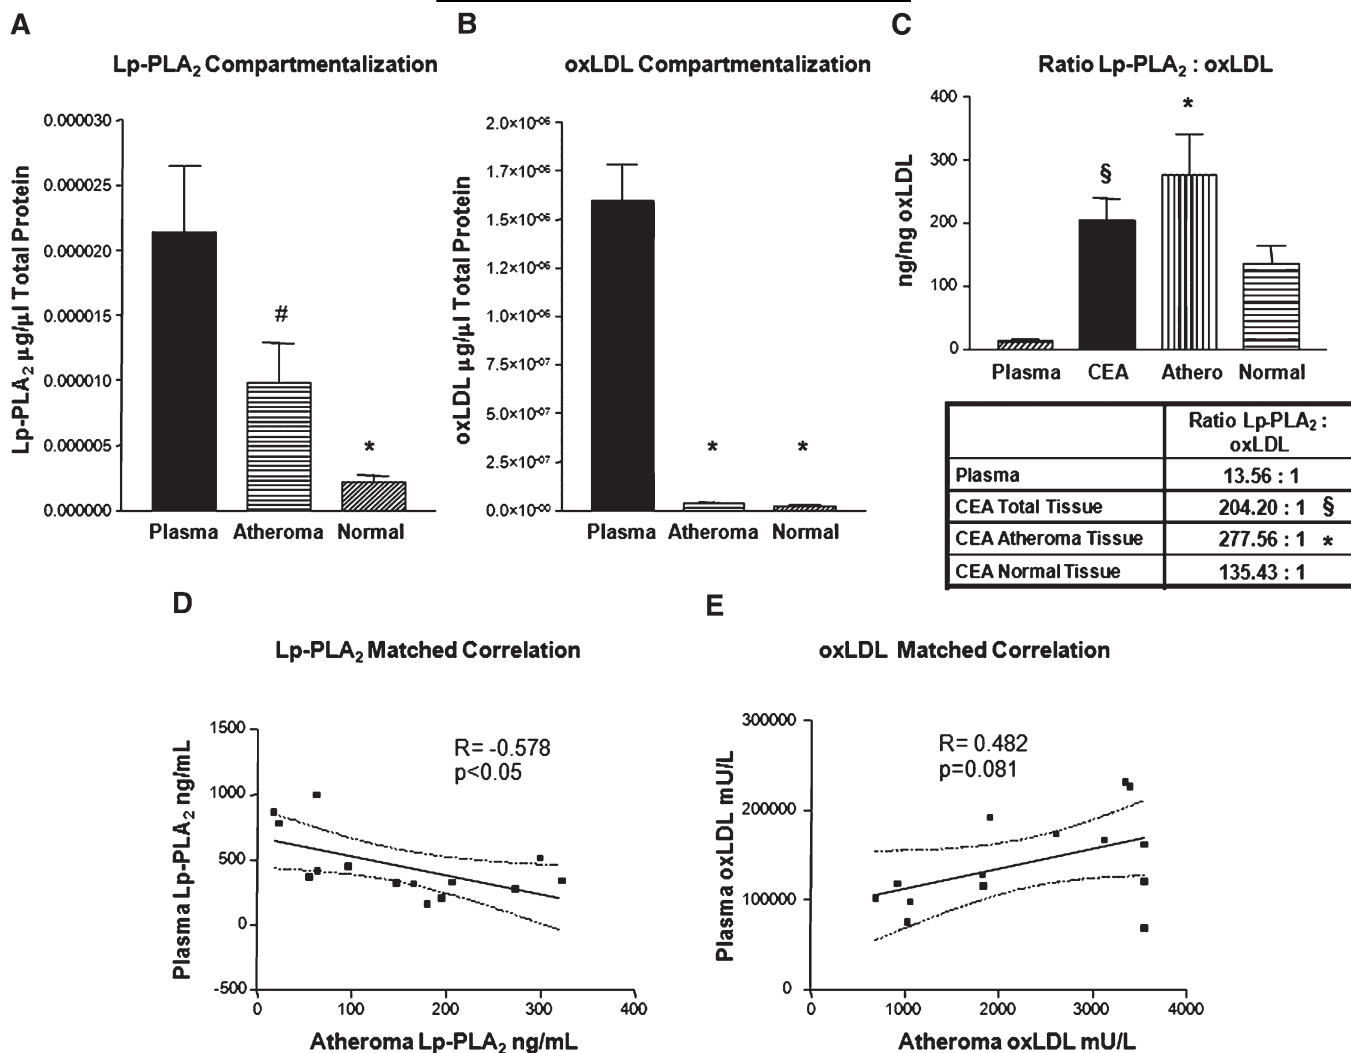 A
Lp-PLA₂ Compartmentalization
Lp-PLA₂ µg/µl Total Protein
0.000030
0.000025
0.000020
0.000015
0.000010
0.000005
0.000000
#
*
Plasma Atheroma Normal
B
oxLDL Compartmentalization
oxLDL µg/µl Total Protein
2.0×10⁻⁰⁶
1.7×10⁻⁰⁶
1.5×10⁻⁰⁶
1.2×10⁻⁰⁶
1.0×10⁻⁰⁶
7.5×10⁻⁰⁷
5.0×10⁻⁰⁷
2.5×10⁻⁰⁷
0.0×10⁻⁰⁰
* *
Plasma Atheroma Normal
C
Ratio Lp-PLA₂ : oxLDL
ng/ng oxLDL
400
300
200
100
0
§
*
Plasma CEA Athero Normal
Ratio Lp-PLA₂ :
oxLDL
Plasma 13.56 : 1
CEA Total Tissue 204.20 : 1 §
CEA Atheroma Tissue 277.56 : 1 *
CEA Normal Tissue 135.43 : 1
D
Lp-PLA₂ Matched Correlation
Plasma Lp-PLA₂ ng/mL
1500
1000
500
0
-500
R= -0.578
p<0.05
0 100 200 300 400
Atheroma Lp-PLA₂ ng/mL
E
oxLDL Matched Correlation
Plasma oxLDL mU/L
300000
200000
100000
0
R= 0.482
p=0.081
0 1000 2000 3000 4000
Atheroma oxLDL mU/L